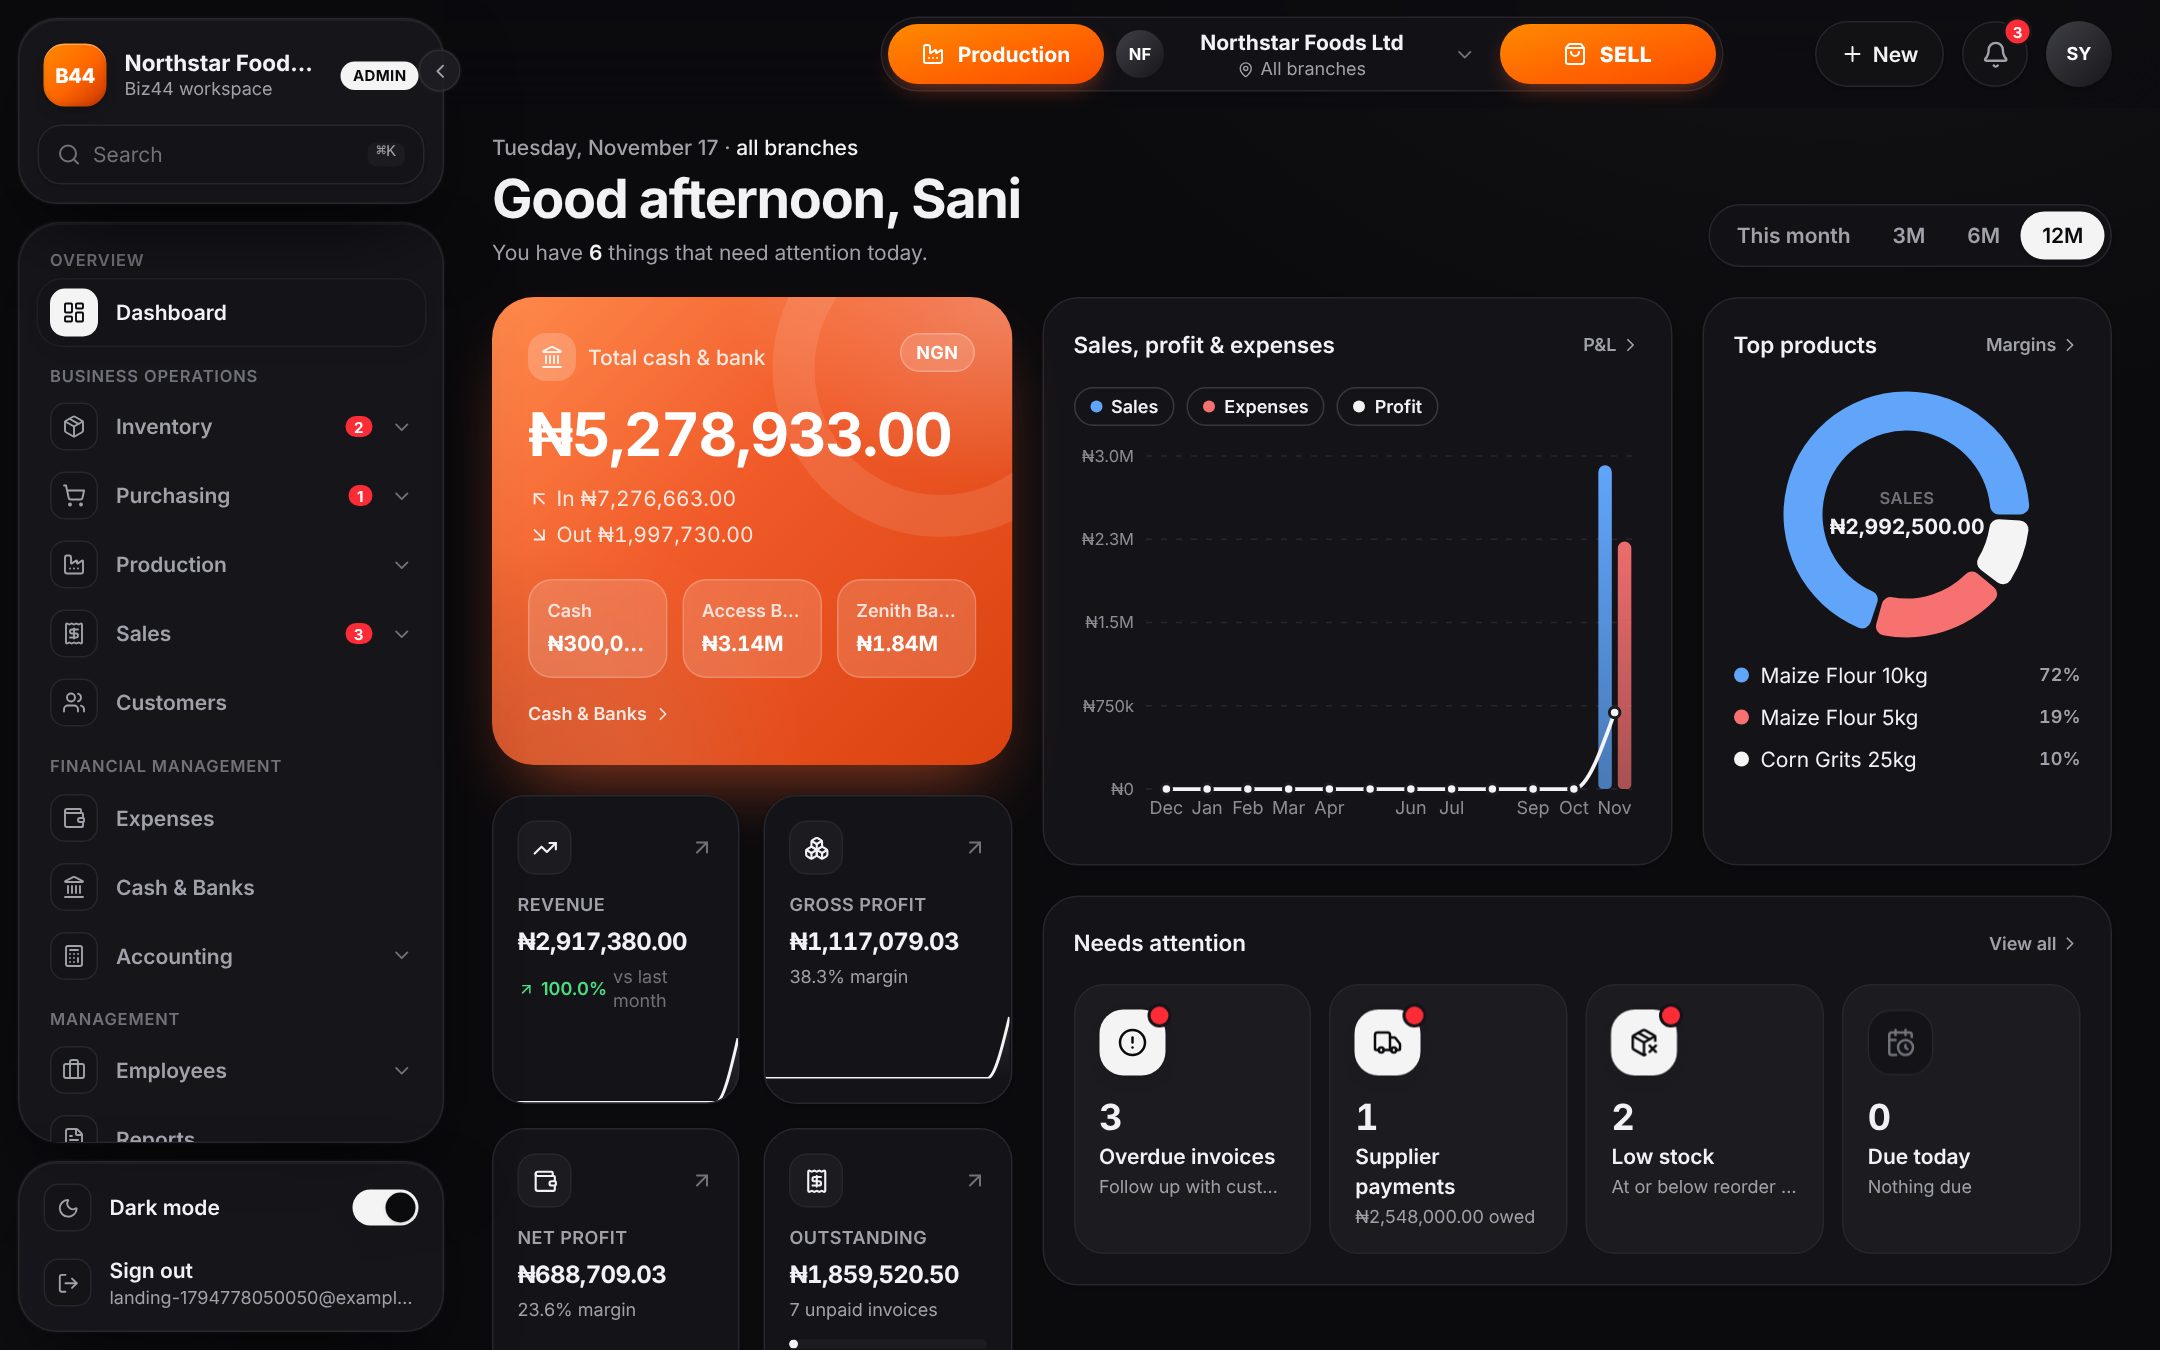 B44
Northstar Food...
Biz44 workspace
ADMIN
Search
⌘K
OVERVIEW
Dashboard
BUSINESS OPERATIONS
Inventory
2
Purchasing
1
Production
Sales
3
Customers
FINANCIAL MANAGEMENT
Expenses
Cash & Banks
Accounting
MANAGEMENT
Employees
Reports
Dark mode
Sign out
landing-1794778050050@exampl...
Production
NF
Northstar Foods Ltd
All branches
SELL
New
3
SY
Tuesday, November 17 · all branches
Good afternoon, Sani
You have 6 things that need attention today.
This month
3M
6M
12M
Total cash & bank
NGN
₦5,278,933.00
In ₦7,276,663.00
Out ₦1,997,730.00
Cash
₦300,0...
Access B...
₦3.14M
Zenith Ba...
₦1.84M
Cash & Banks
REVENUE
₦2,917,380.00
100.0% vs last
month
GROSS PROFIT
₦1,117,079.03
38.3% margin
NET PROFIT
₦688,709.03
23.6% margin
OUTSTANDING
₦1,859,520.50
7 unpaid invoices
Sales, profit & expenses
P&L
Sales
Expenses
Profit
₦3.0M
₦2.3M
₦1.5M
₦750k
₦0
Dec Jan Feb Mar Apr Jun Jul Sep Oct Nov
Top products
Margins
SALES
₦2,992,500.00
Maize Flour 10kg 72%
Maize Flour 5kg 19%
Corn Grits 25kg 10%
Needs attention
View all
3
Overdue invoices
Follow up with cust...
1
Supplier
payments
₦2,548,000.00 owed
2
Low stock
At or below reorder ...
0
Due today
Nothing due